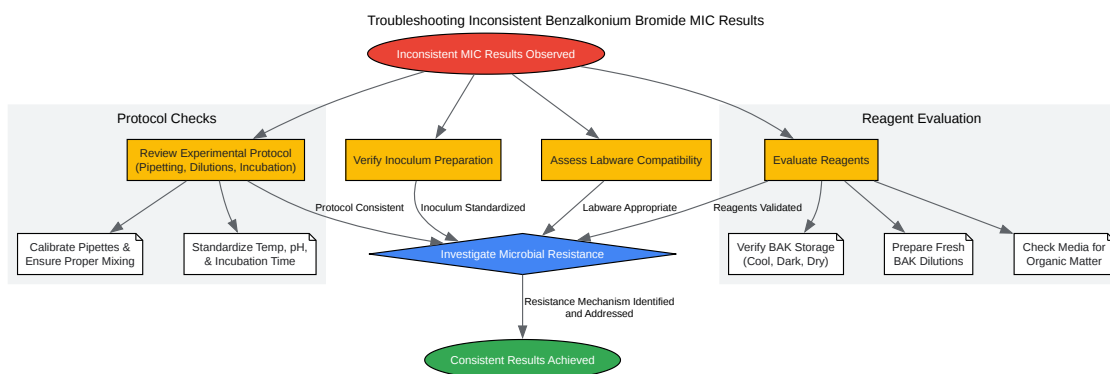 Troubleshooting Inconsistent Benzalkonium Bromide MIC Results
Inconsistent MIC Results Observed
Protocol Checks
Reagent Evaluation
Review Experimental Protocol
(Pipetting, Dilutions, Incubation)
Verify Inoculum Preparation
Assess Labware Compatibility
Evaluate Reagents
Protocol Consistent
Inoculum Standardized
Labware Appropriate
Reagents Validated
Calibrate Pipettes &
Ensure Proper Mixing
Standardize Temp, pH,
& Incubation Time
Investigate Microbial Resistance
Verify BAK Storage
(Cool, Dark, Dry)
Prepare Fresh
BAK Dilutions
Check Media for
Organic Matter
Resistance Mechanism Identified
and Addressed
Consistent Results Achieved